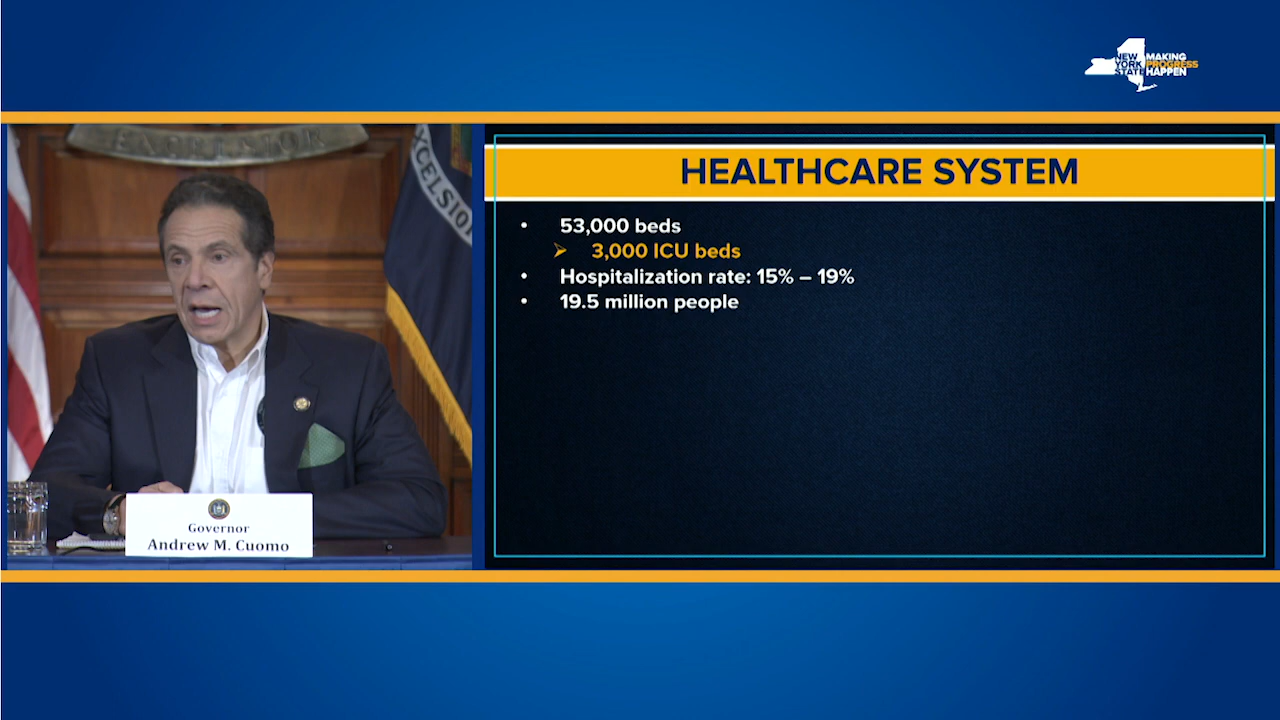 NEW
YORK
STATE
MAKING
PROGRESS
HAPPEN
EXCELSIOR
EXCELSIOR
Governor
Andrew M. Cuomo
HEALTHCARE SYSTEM
• 53,000 beds
➢ 3,000 ICU beds
• Hospitalization rate: 15% – 19%
• 19.5 million people